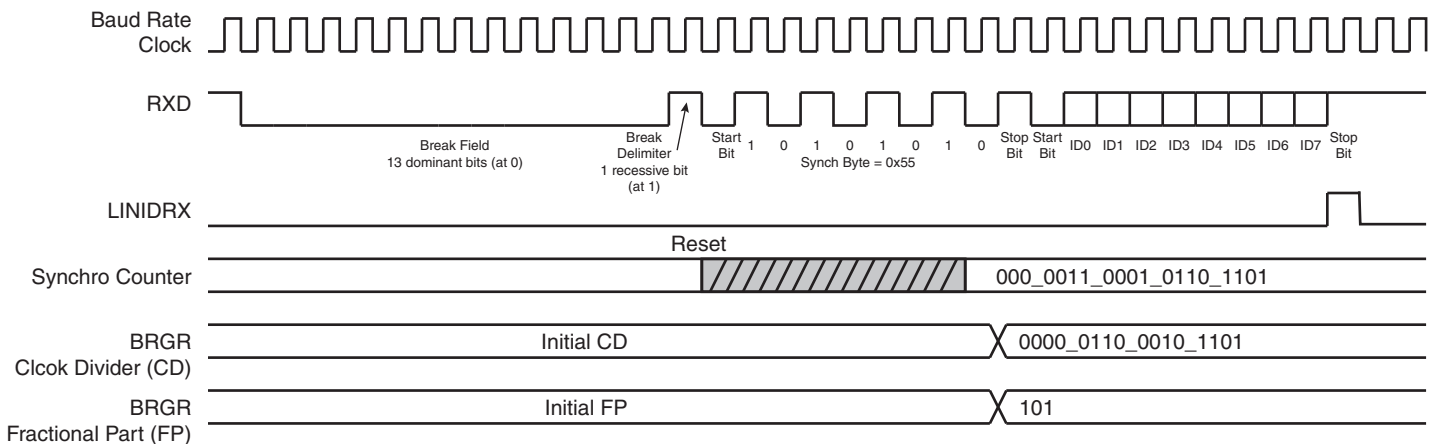 Baud Rate
Clock
RXD
Break Field
13 dominant bits (at 0)
Break
Delimiter
1 recessive bit
(at 1)
Start
Bit
1 0 1 0 1 0 1 0
Synch Byte = 0x55
Stop
Bit
Start
Bit
ID0 ID1 ID2 ID3 ID4 ID5 ID6 ID7
Stop
Bit
LINIDRX
Reset
Synchro Counter
000_0011_0001_0110_1101
BRGR
Clcok Divider (CD)
Initial CD
0000_0110_0010_1101
BRGR
Fractional Part (FP)
Initial FP
101